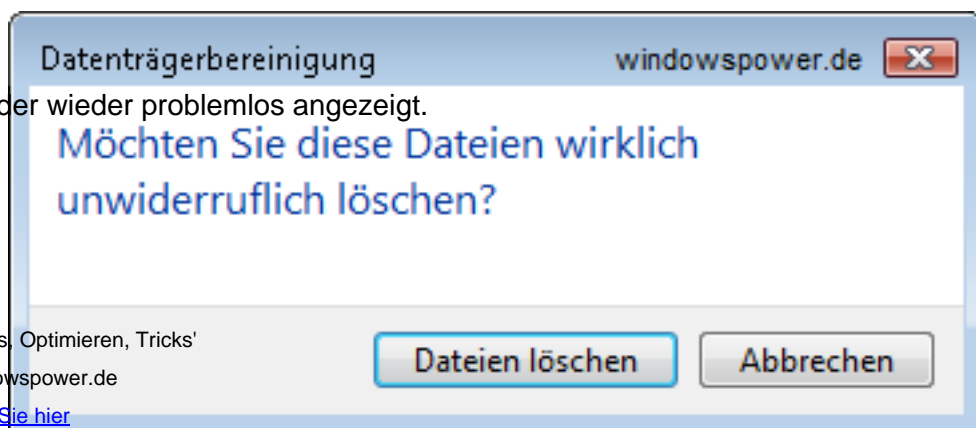 Datenträgerbereinigung windowspower.de
der wieder problemlos angezeigt.
Möchten Sie diese Dateien wirklich
unwiderruflich löschen?
s, Optimieren, Tricks'
Dateien löschen Abbrechen
owspower.de
Sie hier